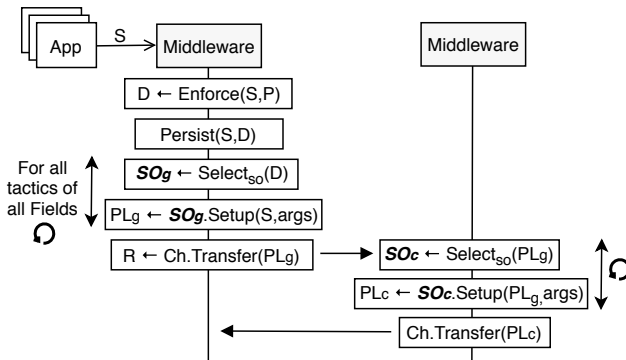 App
S
Middleware
Middleware
D ← Enforce(S,P)
Persist(S,D)
SOg ← Selectso(D)
For all
tactics of
all Fields
PLg ← SOg.Setup(S,args)
R ← Ch.Transfer(PLg)
SOc ← Selectso(PLg)
PLc ← SOc.Setup(PLg,args)
Ch.Transfer(PLc)